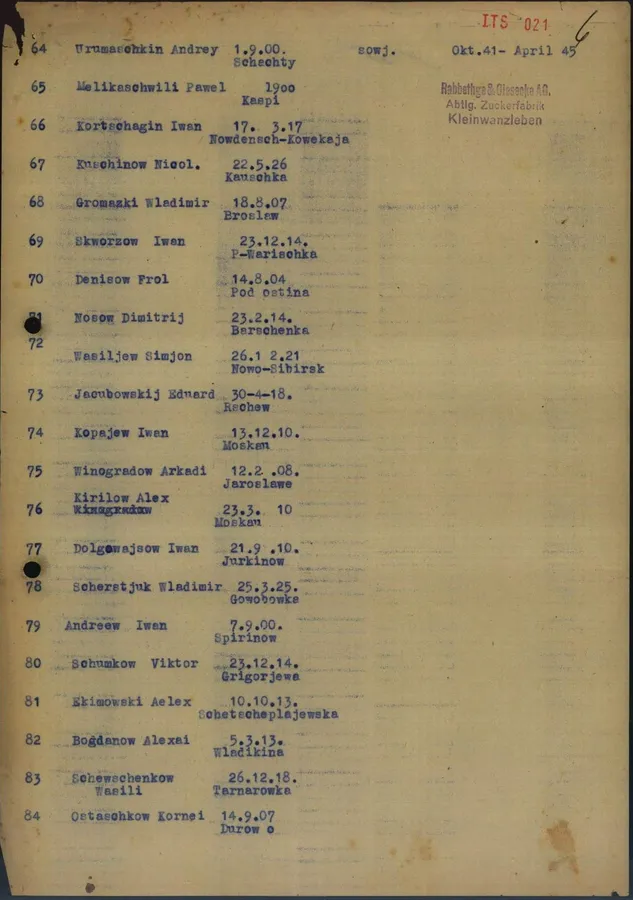 ITS 021
6
64 Urumaschkin Andrey 1.9.00. sowj. Okt.41- April 45
Schachty
65 Melikaschwili Pawel 19oo
Kaspi
Rabbethge & Giesecke AG.
Abtlg. Zuckerfabrik
Kleinwanzleben
66 Kortschagin Iwan 17. 3.17
Nowdensch-Kowekaja
67 Kuschinow Nicol. 22.5.26
Kauschka
68 Gromazki Wladimir 18.8.07
Broslaw
69 Skworzow Iwan 23.12.14.
P-Warischka
70 Denisow Frol 14.8.04
Pod ostina
71 Nosow Dimitrij 23.2.14.
Barschenka
72
Wasiljew Simjon 26.1 2.21
Nowo-Sibirsk
73 Jacubowskij Eduard 30-4-18.
Rschew
74 Kopajew Iwan 13.12.10.
Moskau
75 Winogradow Arkadi 12.2 .08.
Jaroslawe
Kirilow Alex
76 Winogradow 23.3. 10
Moskau
77 Dolgowajsow Iwan 21.9 .10.
Jurkinow
78 Scherstjuk Wladimir 25.3.25.
Gowobowka
79 Andreew Iwan 7.9.00.
Spirinow
80 Schumkow Viktor 23.12.14.
Grigorjewa
81 Ekimowski Aelex 10.10.13.
Schetscheplajewska
82 Bogdanow Alexai 5.3.13.
Wladikina
83 Schewschenkow 26.12.18.
Wasili Tarnarowka
84 Ostaschkow Kornei 14.9.07
Durow o